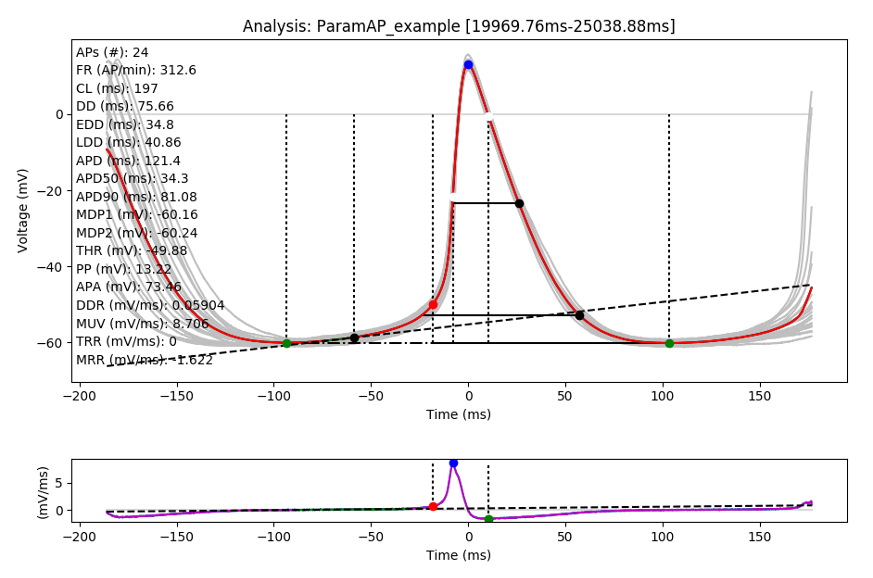 Analysis: ParamAP_example [19969.76ms-25038.88ms]
APs (#): 24
FR (AP/min): 312.6
CL (ms): 197
DD (ms): 75.66
EDD (ms): 34.8
LDD (ms): 40.86
APD (ms): 121.4
APD50 (ms): 34.3
APD90 (ms): 81.08
MDP1 (mV): -60.16
MDP2 (mV): -60.24
THR (mV): -49.88
PP (mV): 13.22
APA (mV): 73.46
DDR (mV/ms): 0.05904
MUV (mV/ms): 8.706
TRR (mV/ms): 0
MRR (mV/ms): -1.622
Voltage (mV)
0
−20
−40
−60
−200 −150 −100 −50 0 50 100 150
Time (ms)
(mV/ms)
5
0
−200 −150 −100 −50 0 50 100 150
Time (ms)